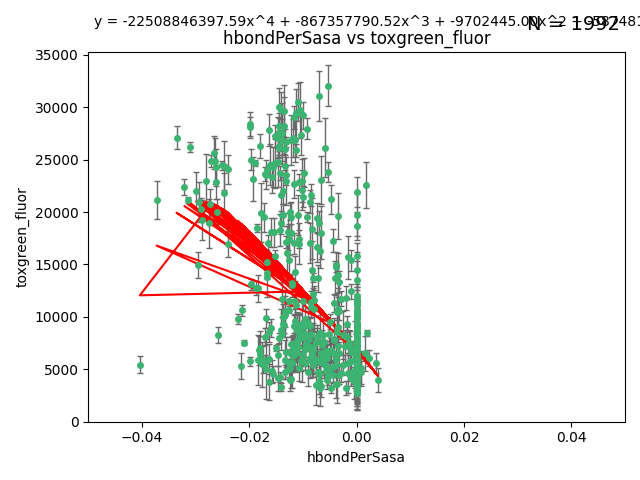 y = -22508846397.59x^4 + -867357790.52x^3 + -9702445.00x^2 +
N = 1992
hbondPerSasa vs toxgreen_fluor
35000
30000
25000
20000
15000
10000
5000
0
toxgreen_fluor
−0.04
−0.02
0.00
0.02
0.04
hbondPerSasa